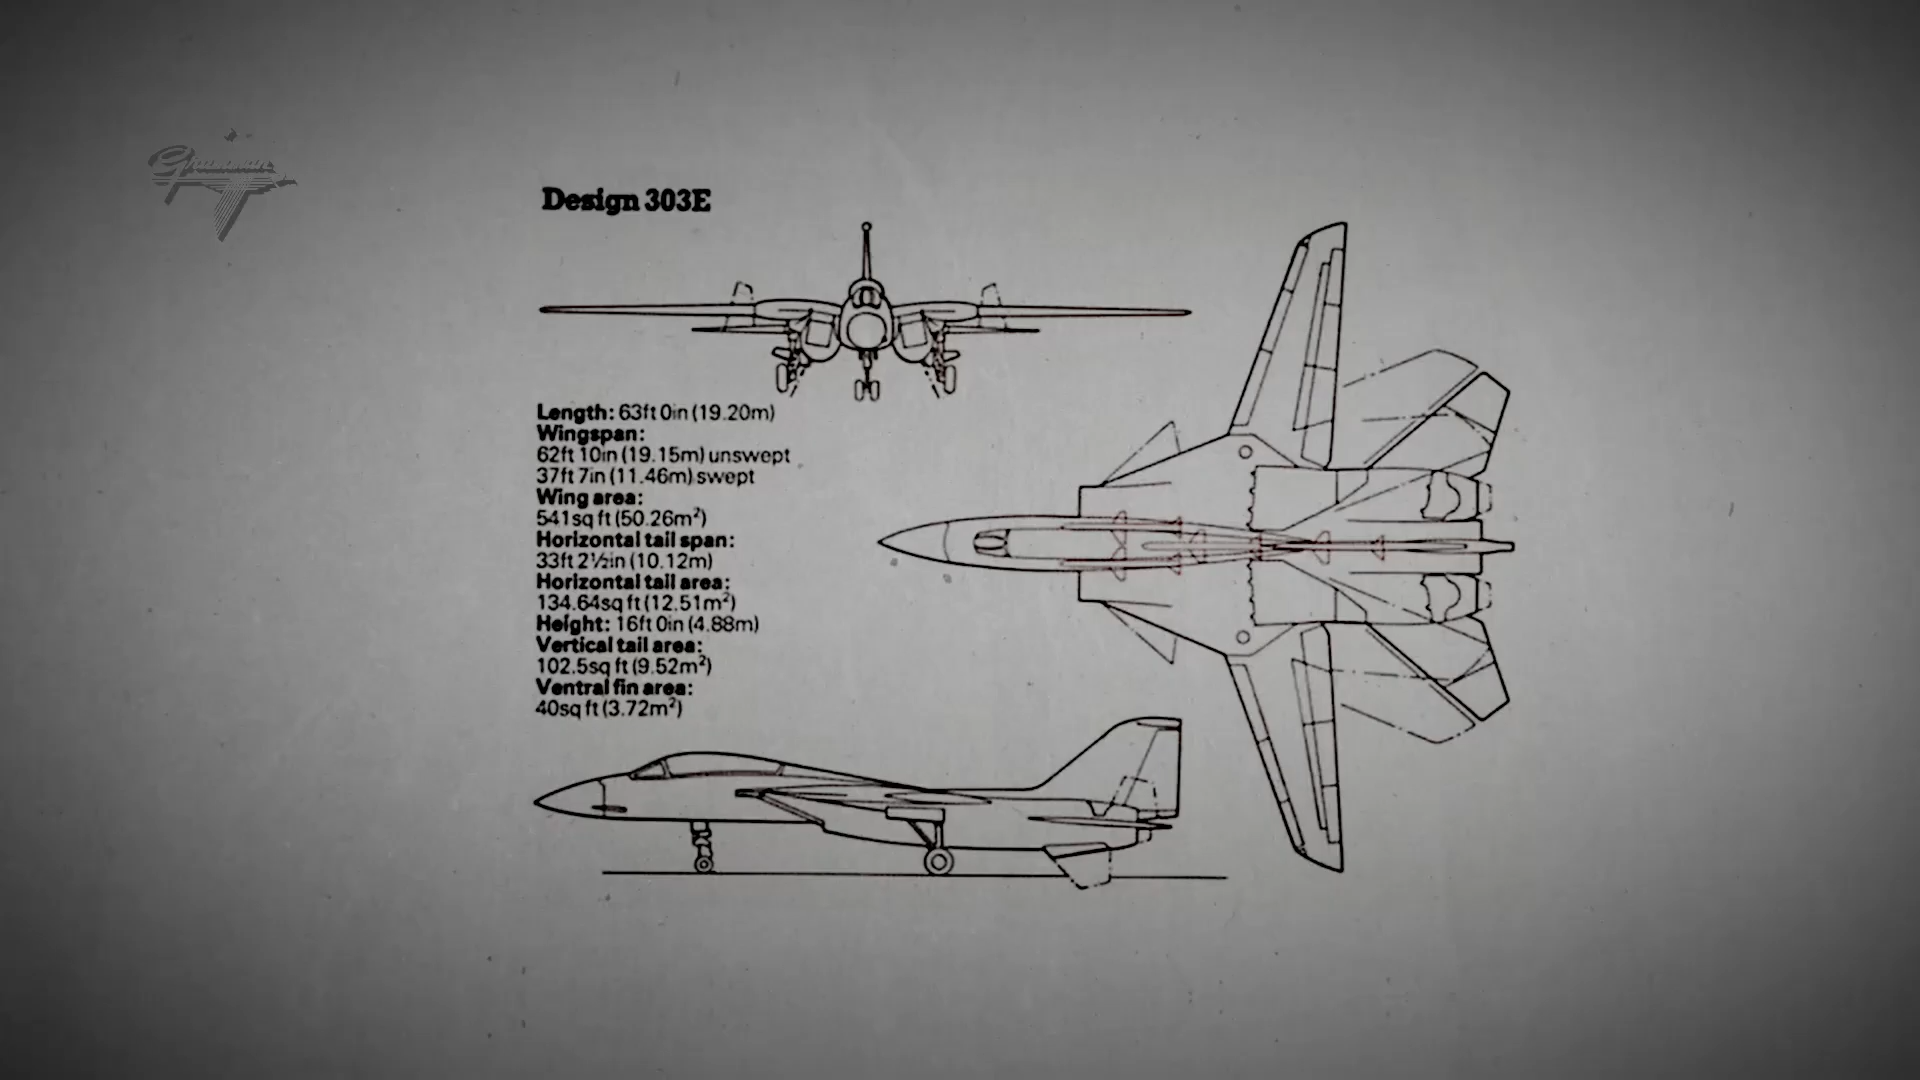 Grumman
Design 303E
Length: 63ft 0in (19.20m)
Wingspan:
62ft 10in (19.15m) unswept
37ft 7in (11.46m) swept
Wing area:
541sq ft (50.26m²)
Horizontal tail span:
33ft 2½in (10.12m)
Horizontal tail area:
134.64sq ft (12.51m²)
Height: 16ft 0in (4.88m)
Vertical tail area:
102.5sq ft (9.52m²)
Ventral fin area:
40sq ft (3.72m²)